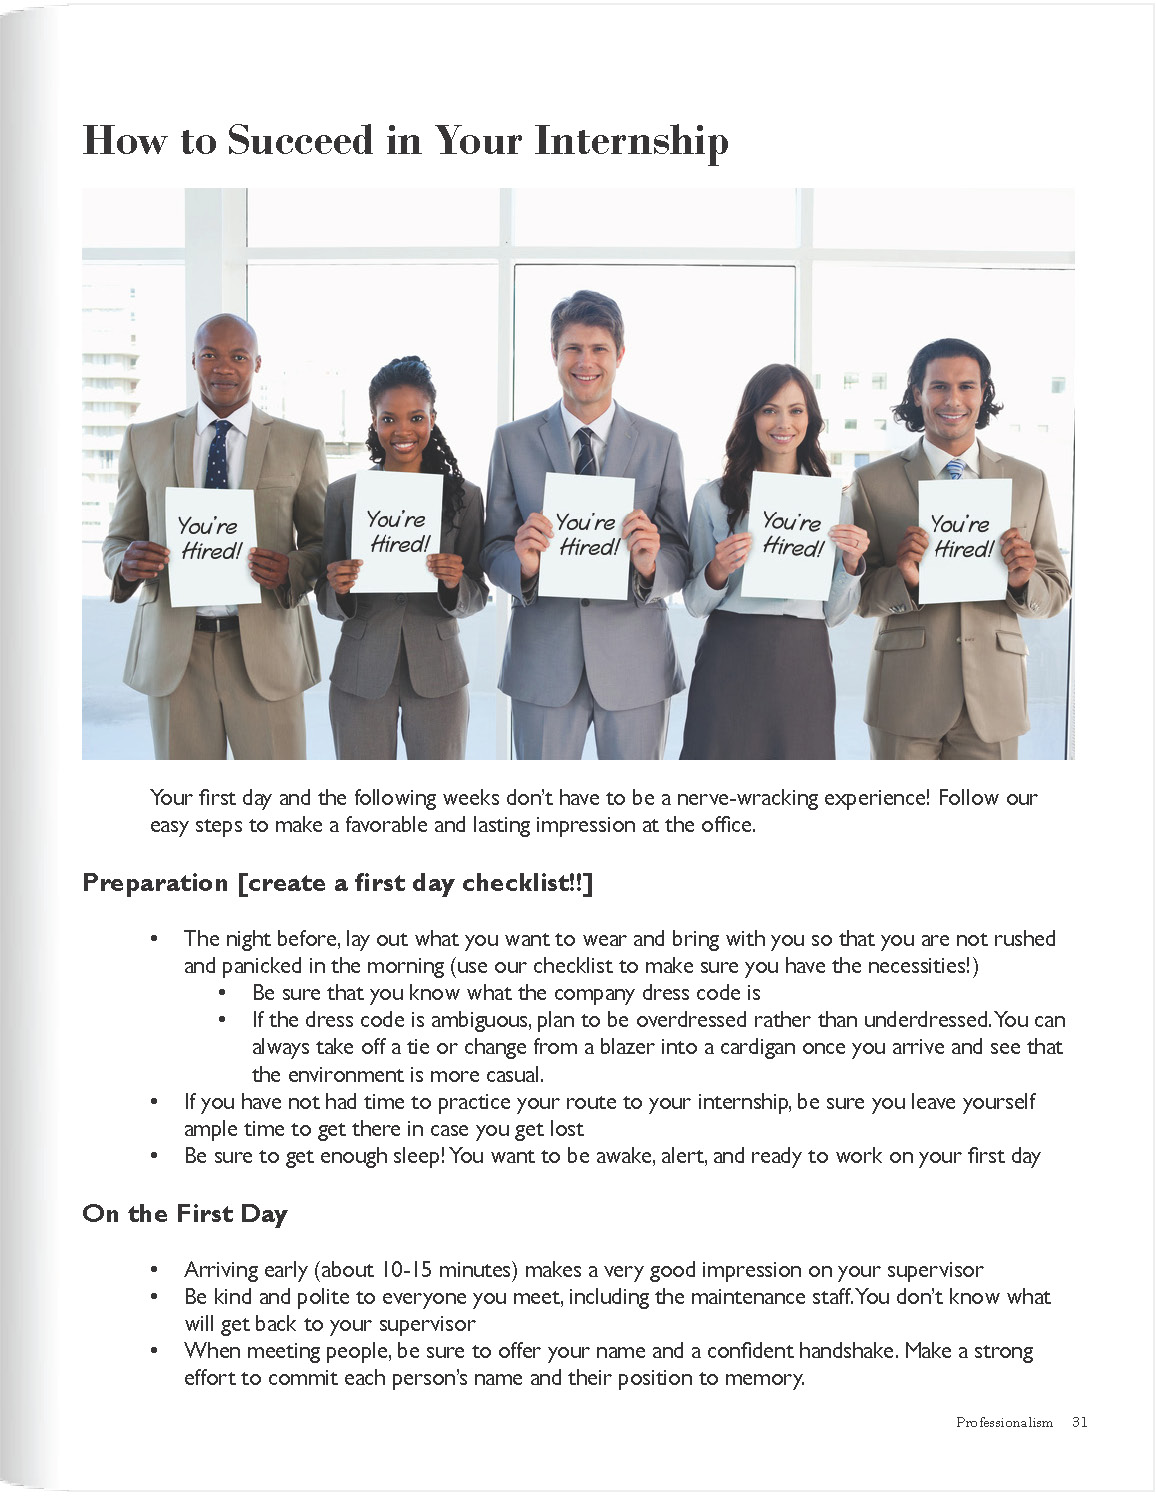 How to Succeed in Your Internship
You're
Hired!
You're
Hired!
You're
Hired!
You're
Hired!
You're
Hired!
Your first day and the following weeks don't have to be a nerve-wracking experience! Follow our
easy steps to make a favorable and lasting impression at the office.
Preparation [create a first day checklist!!]
• The night before, lay out what you want to wear and bring with you so that you are not rushed
and panicked in the morning (use our checklist to make sure you have the necessities!)
• Be sure that you know what the company dress code is
• If the dress code is ambiguous, plan to be overdressed rather than underdressed. You can
always take off a tie or change from a blazer into a cardigan once you arrive and see that
the environment is more casual.
• If you have not had time to practice your route to your internship, be sure you leave yourself
ample time to get there in case you get lost
• Be sure to get enough sleep! You want to be awake, alert, and ready to work on your first day
On the First Day
• Arriving early (about 10-15 minutes) makes a very good impression on your supervisor
• Be kind and polite to everyone you meet, including the maintenance staff. You don't know what
will get back to your supervisor
• When meeting people, be sure to offer your name and a confident handshake. Make a strong
effort to commit each person's name and their position to memory.
Professionalism 31